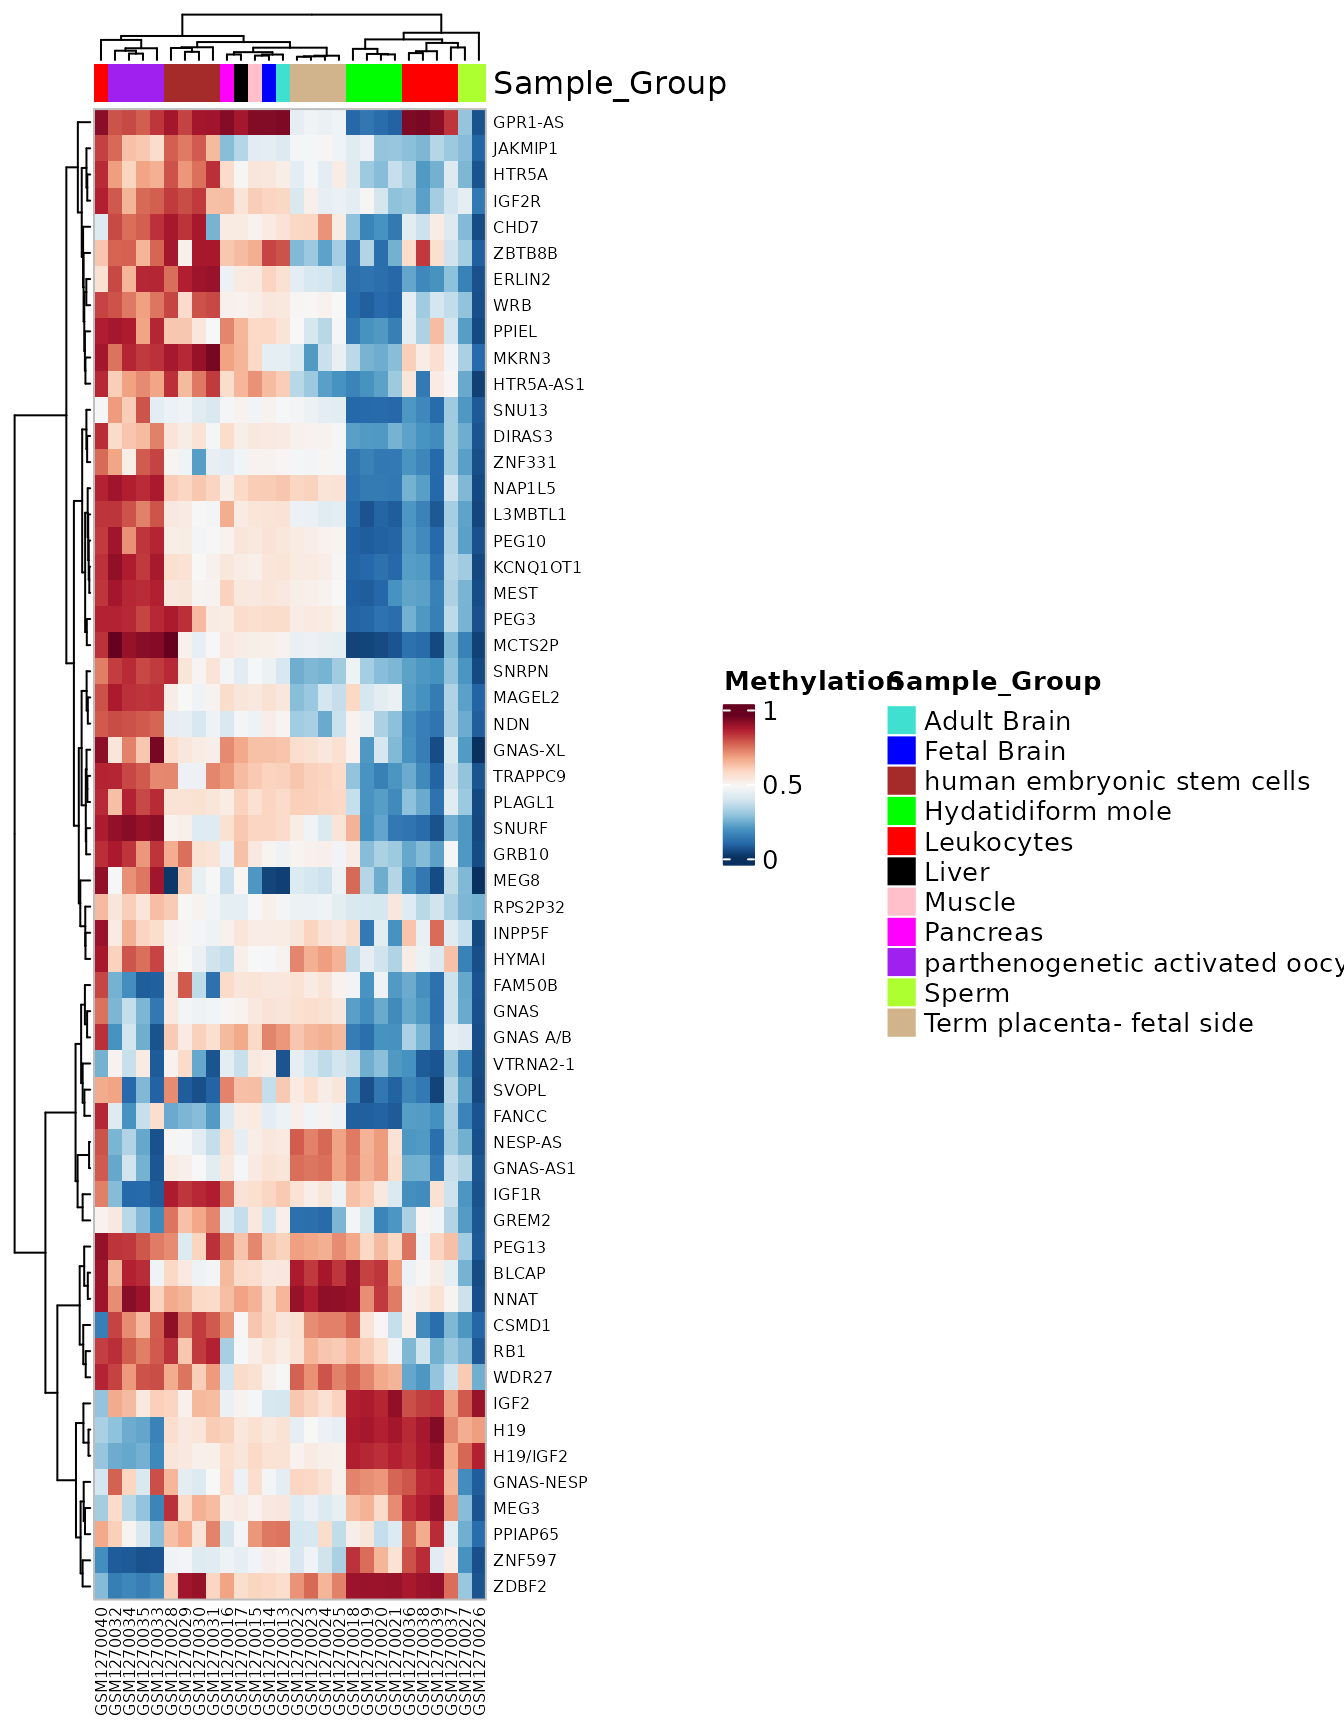 Sample_Group
GPR1-AS
JAKMIP1
HTR5A
IGF2R
CHD7
ZBTB8B
ERLIN2
WRB
PPIEL
MKRN3
HTR5A-AS1
SNU13
DIRAS3
ZNF331
NAP1L5
L3MBTL1
PEG10
KCNQ1OT1
MEST
PEG3
MCTS2P
SNRPN
MAGEL2
NDN
GNAS-XL
TRAPPC9
PLAGL1
SNURF
GRB10
MEG8
RPS2P32
INPP5F
HYMAI
FAM50B
GNAS
GNAS A/B
VTRNA2-1
SVOPL
FANCC
NESP-AS
GNAS-AS1
IGF1R
GREM2
PEG13
BLCAP
NNAT
CSMD1
RB1
WDR27
IGF2
H19
H19/IGF2
GNAS-NESP
MEG3
PPIAP65
ZNF597
ZDBF2
GSM1270040
GSM1270032
GSM1270034
GSM1270035
GSM1270033
GSM1270028
GSM1270029
GSM1270030
GSM1270031
GSM1270016
GSM1270017
GSM1270015
GSM1270014
GSM1270013
GSM1270022
GSM1270023
GSM1270024
GSM1270025
GSM1270018
GSM1270019
GSM1270020
GSM1270021
GSM1270036
GSM1270038
GSM1270039
GSM1270037
GSM1270027
GSM1270026
Methylation
1
0.5
0
Sample_Group
Adult Brain
Fetal Brain
human embryonic stem cells
Hydatidiform mole
Leukocytes
Liver
Muscle
Pancreas
parthenogenetic activated oocy
Sperm
Term placenta- fetal side